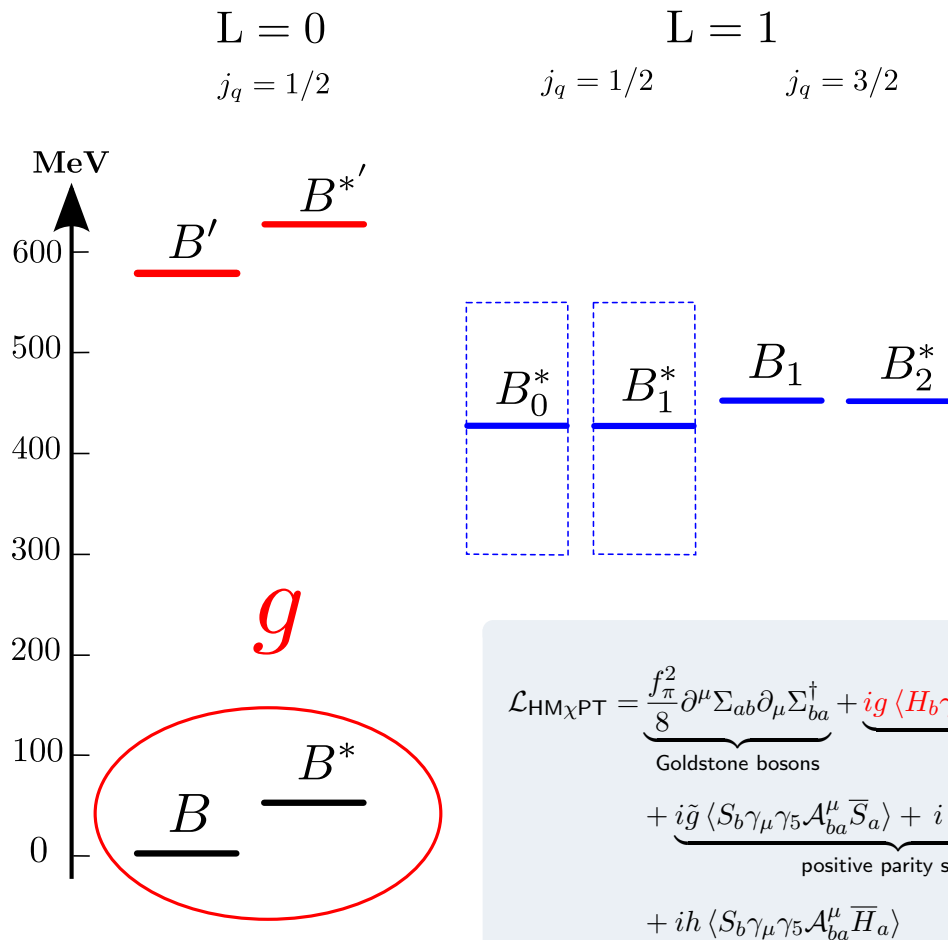 L = 0 L = 1
j_q = 1/2 j_q = 1/2 j_q = 3/2
MeV
B*′
B′
600
500
B_0^* B_1^* B_1 B_2^*
400
300
g
200
100
B*
B
0
ℒ_HMχPT = f_π^2/8 ∂^μ Σ_ab ∂_μ Σ_ba^† + ig ⟨H_b γ
Goldstone bosons
+ i g̃ ⟨S_b γ_μ γ_5 𝒜_ba^μ S̅_a⟩ + i
positive parity s
+ ih ⟨S_b γ_μ γ_5 𝒜_ba^μ H̅_a⟩